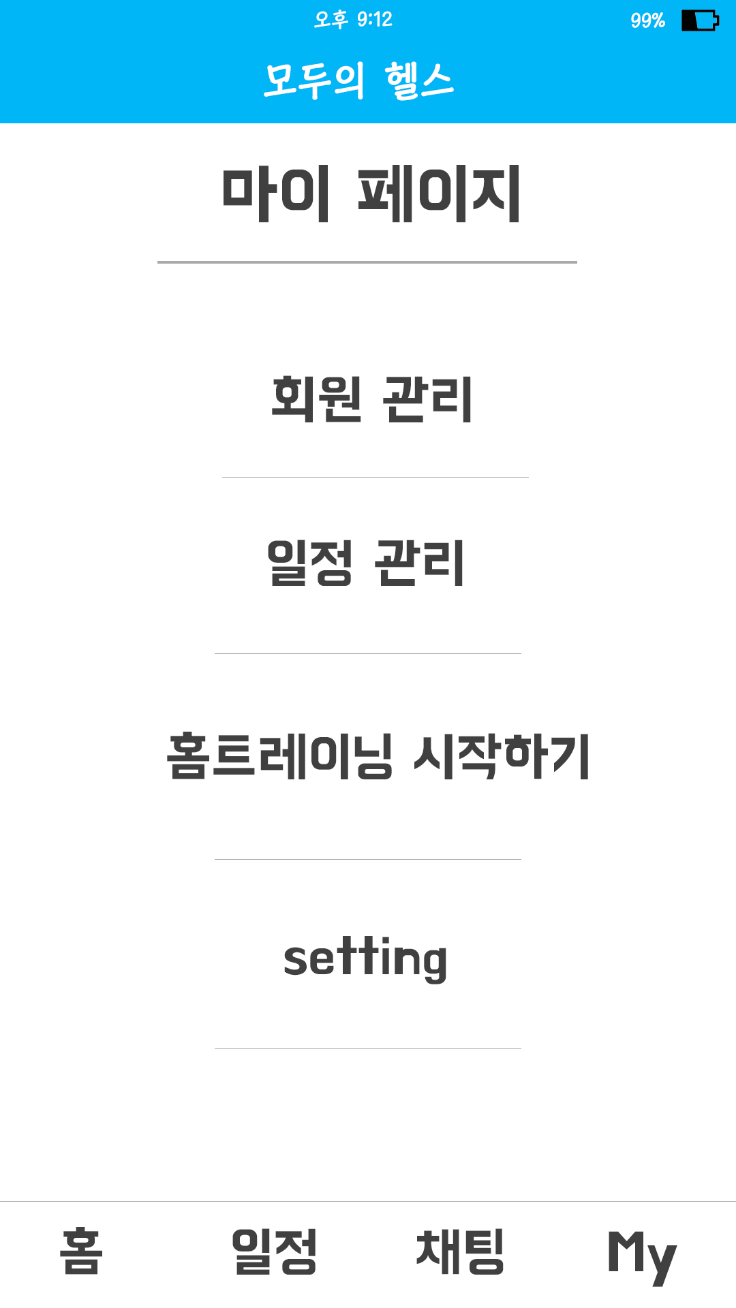 오후 9:12 99%
모두의 헬스
마이 페이지
회원 관리
일정 관리
홈트레이닝 시작하기
setting
홈 일정 채팅 My